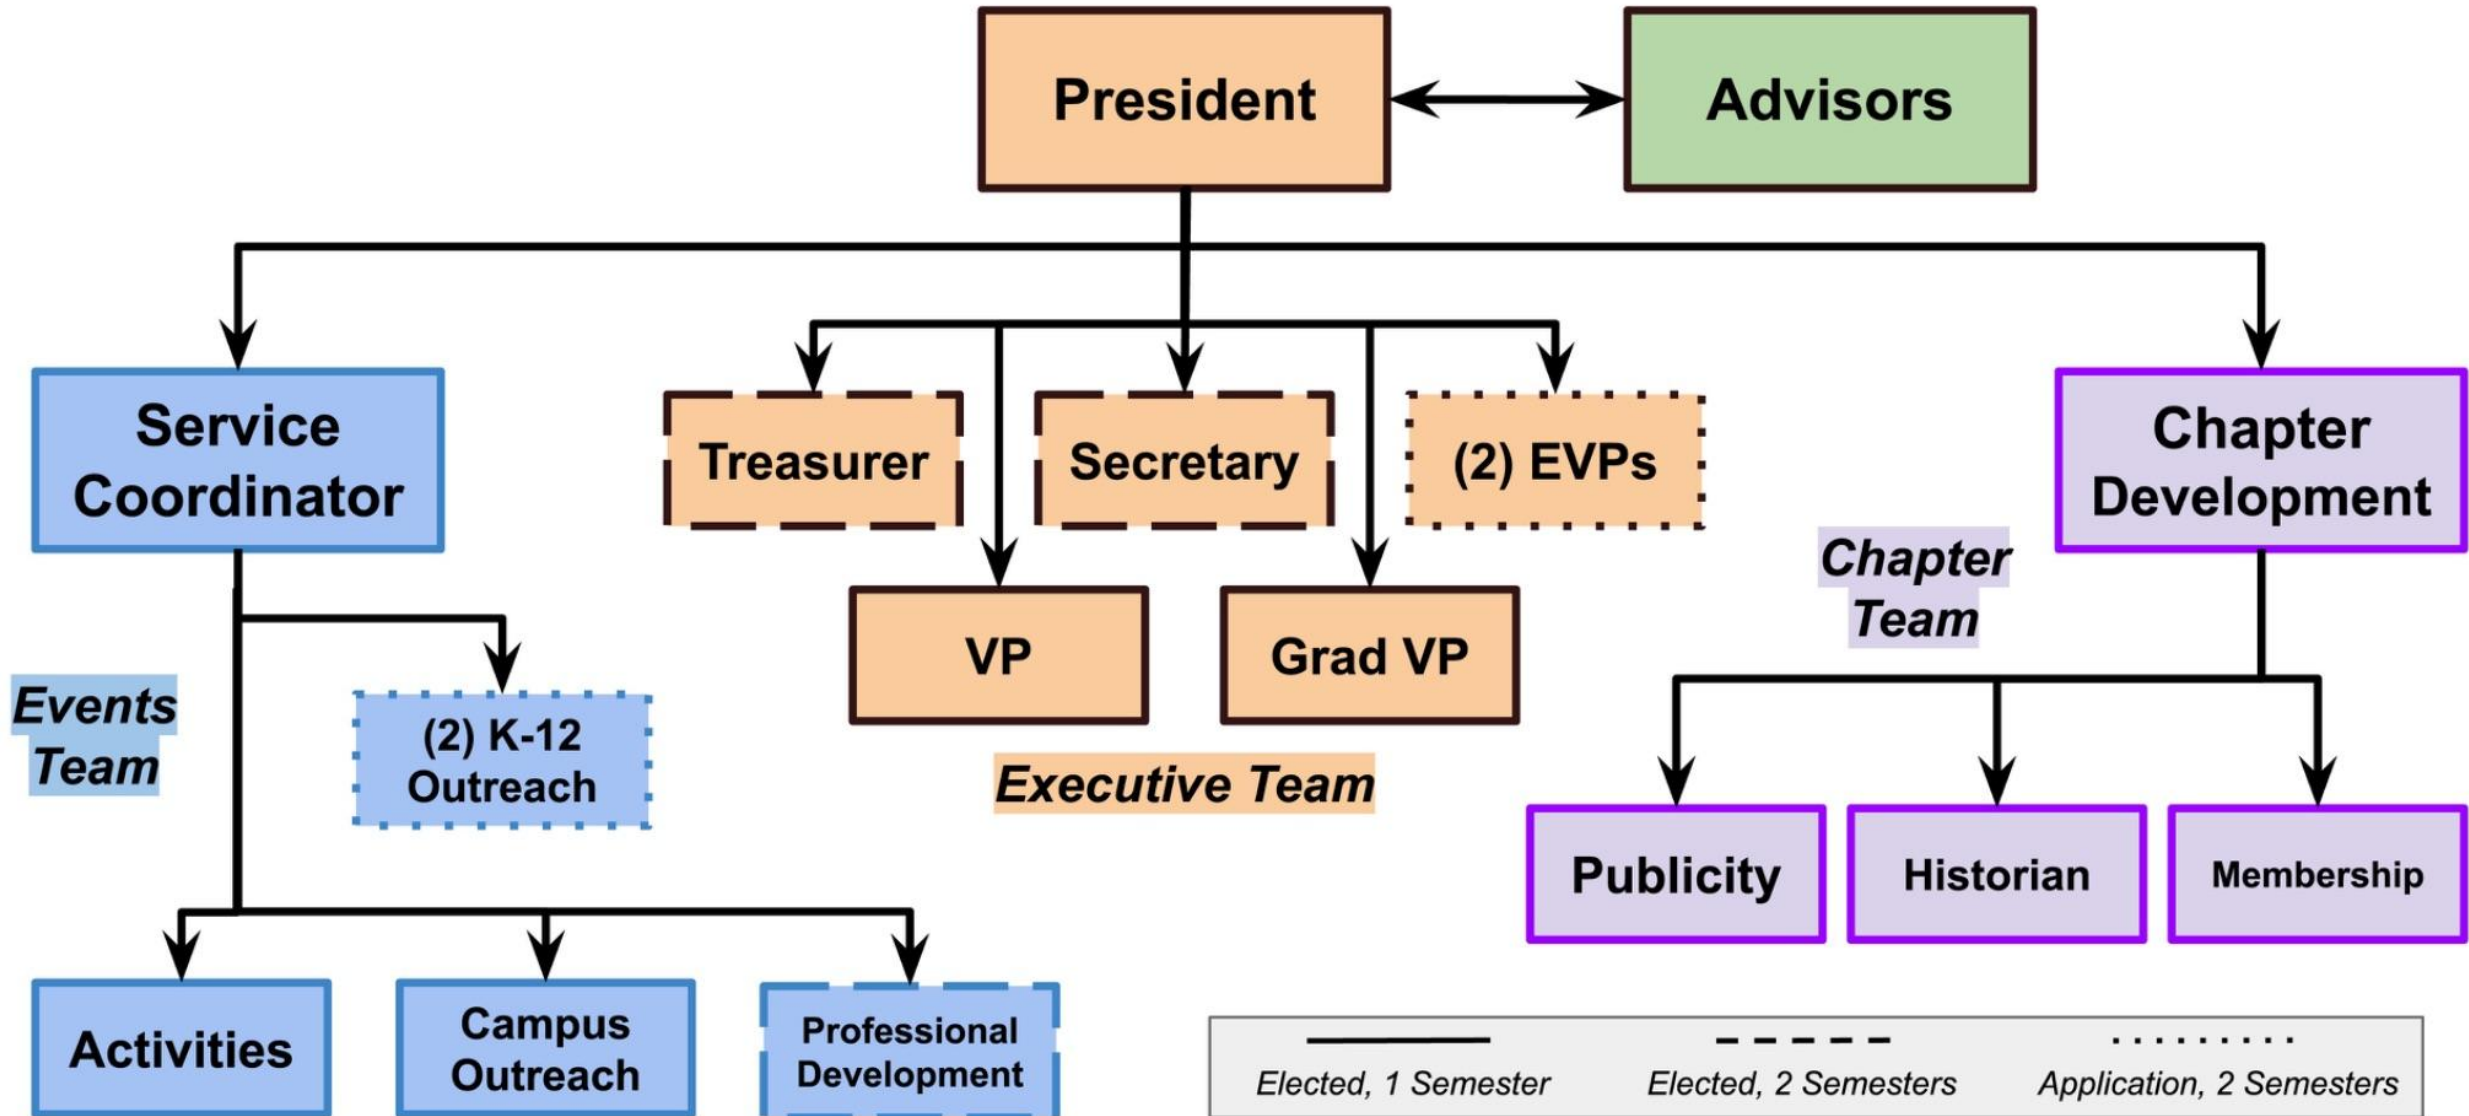 President
Advisors
Service
Coordinator
Treasurer
Secretary
(2) EVPs
Chapter
Development
VP
Grad VP
Chapter
Team
Events
Team
(2) K-12
Outreach
Executive Team
Publicity
Historian
Membership
Activities
Campus
Outreach
Professional
Development
Elected, 1 Semester
Elected, 2 Semesters
Application, 2 Semesters